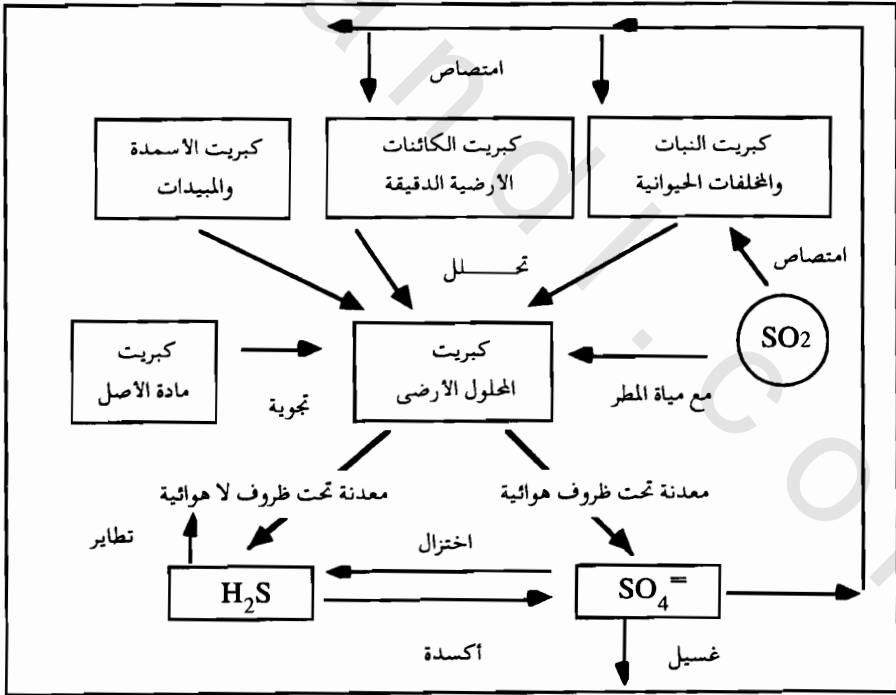 امتصاص
كبريت النبات
والمخلفات الحيوانية
كبريت الكائنات
الأرضية الدقيقة
كبريت الاسمدة
والمبيدات
امتصاص
تحــــلل
SO2
كبريت
المحلول الأرضى
كبريت
مادة الأصل
مع مياة المطر
تجوية
معدنة تحت ظروف هوائية
معدنة تحت ظروف لا هوائية
تطاير
اختزال
SO₄⁼
H₂S
أكسدة
غسيل